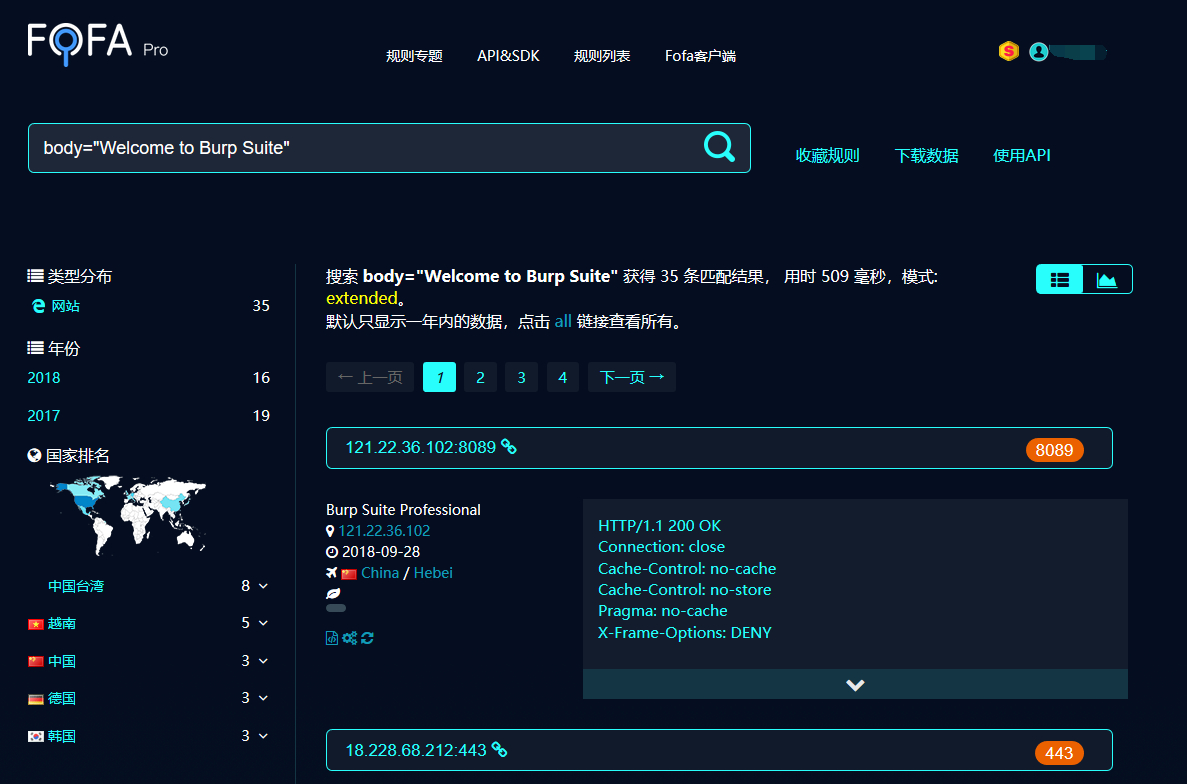 FOFA Pro
规则专题 API&SDK 规则列表 Fofa客户端
body="Welcome to Burp Suite"
收藏规则 下载数据 使用API
类型分布
网站 35
年份
2018 16
2017 19
国家排名
中国台湾 8
越南 5
中国 3
德国 3
韩国 3
搜索 body="Welcome to Burp Suite" 获得 35 条匹配结果， 用时 509 毫秒，模式:
extended。
默认只显示一年内的数据，点击 all 链接查看所有。
← 上一页 1 2 3 4 下一页 →
121.22.36.102:8089 8089
Burp Suite Professional
121.22.36.102
2018-09-28
China / Hebei
HTTP/1.1 200 OK
Connection: close
Cache-Control: no-cache
Cache-Control: no-store
Pragma: no-cache
X-Frame-Options: DENY
18.228.68.212:443 443